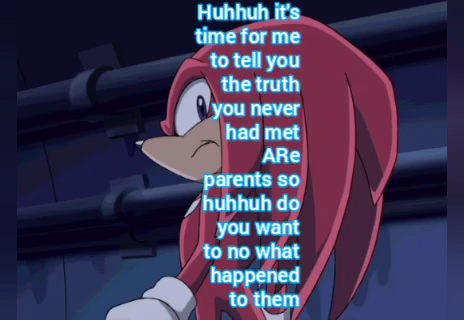 Huhhuh it's
time for me
to tell you
the truth
you never
had met
ARe
parents so
huhhuh do
you want
to no what
happened
to them